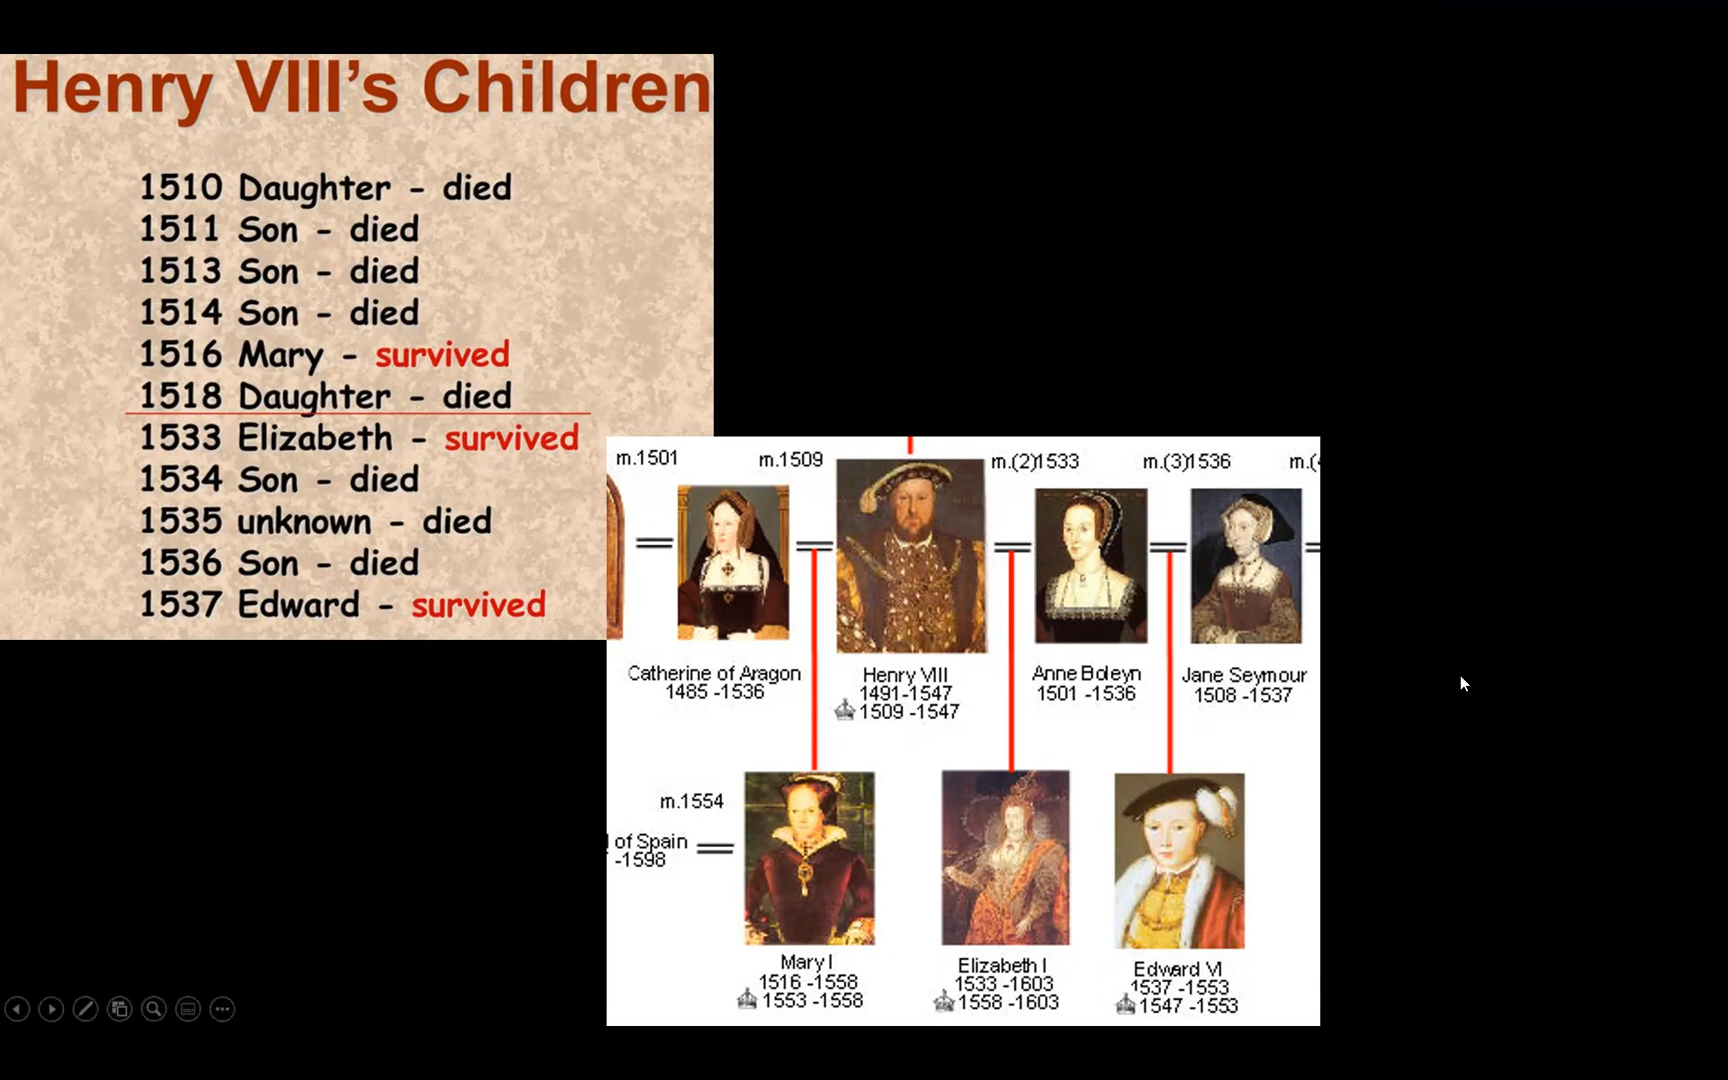 Henry VIII's Children
1510 Daughter - died
1511 Son - died
1513 Son - died
1514 Son - died
1516 Mary - survived
1518 Daughter - died
1533 Elizabeth - survived
1534 Son - died
1535 unknown - died
1536 Son - died
1537 Edward - survived
m.1501 m.1509 m.(2)1533 m.(3)1536 m.(
Catherine of Aragon
1485 -1536
Henry VIII
1491-1547
1509 -1547
Anne Boleyn
1501 -1536
Jane Seymour
1508 -1537
m.1554
of Spain
-1598
Mary I
1516 -1558
1553 -1558
Elizabeth I
1533 -1603
1558 -1603
Edward VI
1537 -1553
1547 -1553